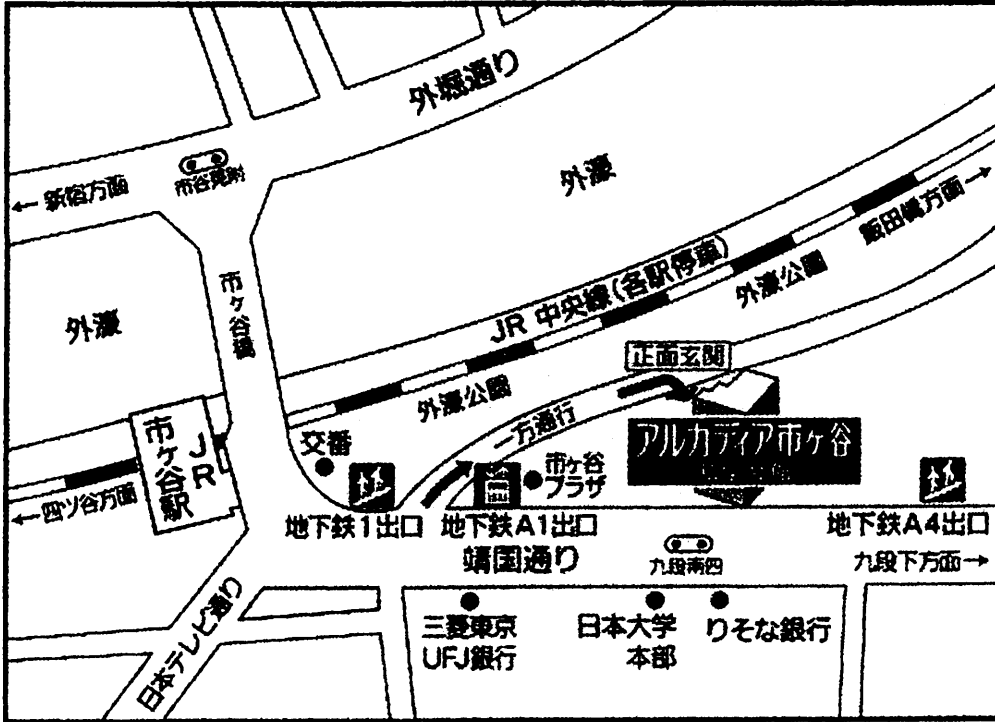 外堀通り
市谷見附
←新宿方面
外濠
飯田橋方面→
市ヶ谷橋
外濠
JR 中央線(各駅停車)
外濠公園
正面玄関
外濠公園
一方通行
アルカディア市ヶ谷
JR
市ヶ谷駅
交番
市ヶ谷
プラザ
←四ツ谷方面
地下鉄1出口
地下鉄A1出口
地下鉄A4出口
靖国通り
九段南四
九段下方面→
日本テレビ通り
三菱東京
UFJ銀行
日本大学
本部
りそな銀行